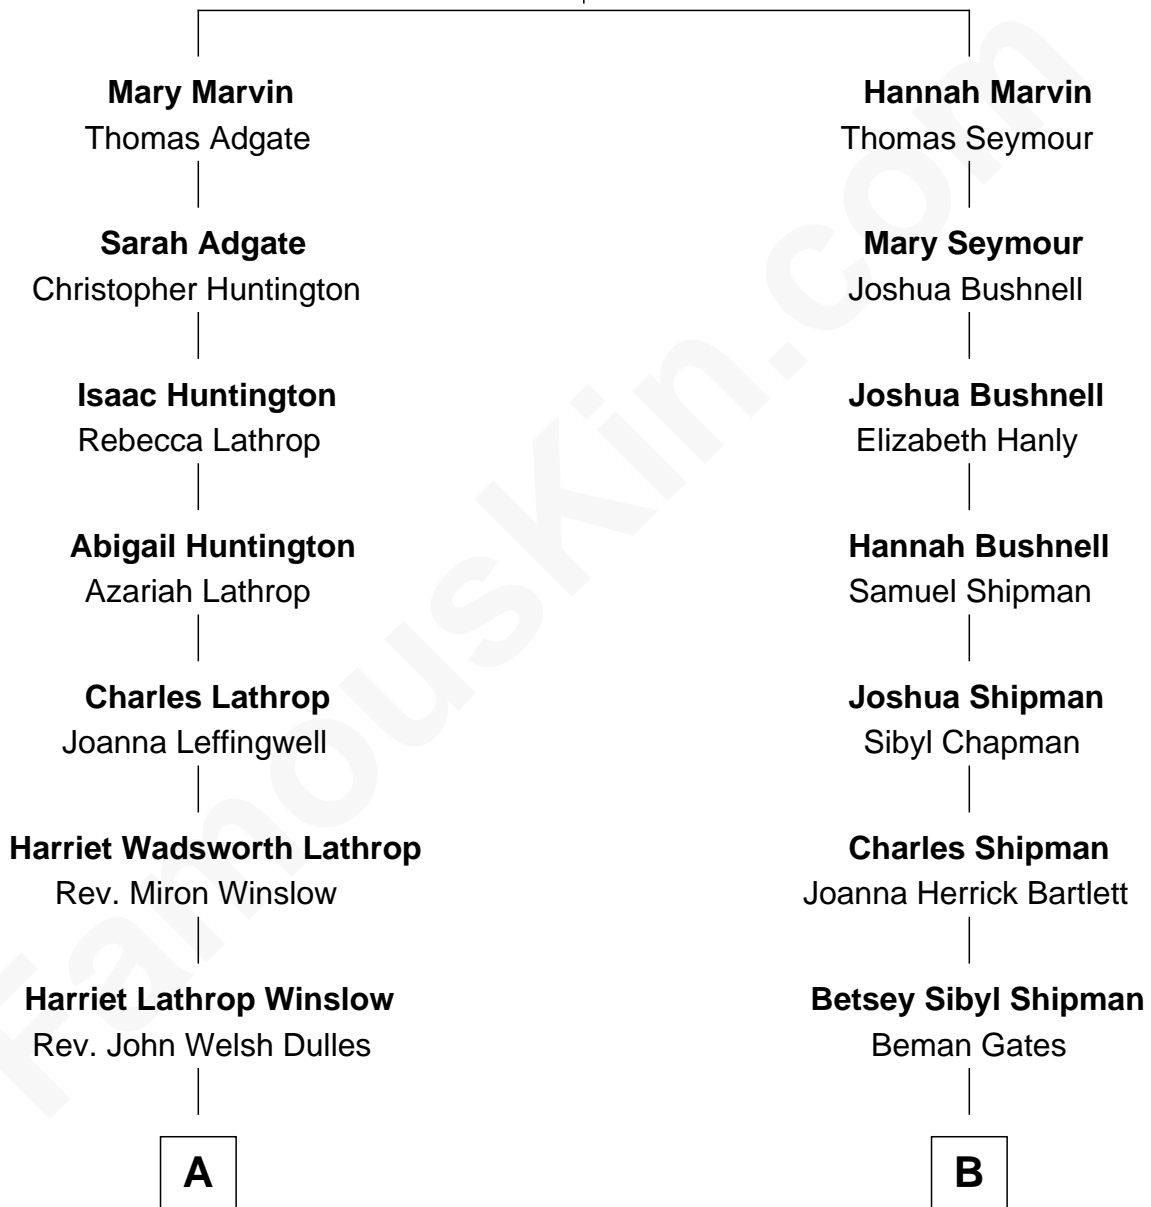 Mary Marvin
Thomas Adgate
Hannah Marvin
Thomas Seymour
Sarah Adgate
Christopher Huntington
Mary Seymour
Joshua Bushnell
Isaac Huntington
Rebecca Lathrop
Joshua Bushnell
Elizabeth Hanly
Abigail Huntington
Azariah Lathrop
Hannah Bushnell
Samuel Shipman
Charles Lathrop
Joanna Leffingwell
Joshua Shipman
Sibyl Chapman
Harriet Wadsworth Lathrop
Rev. Miron Winslow
Charles Shipman
Joanna Herrick Bartlett
Harriet Lathrop Winslow
Rev. John Welsh Dulles
Betsey Sibyl Shipman
Beman Gates
A
B
FamousKin.com